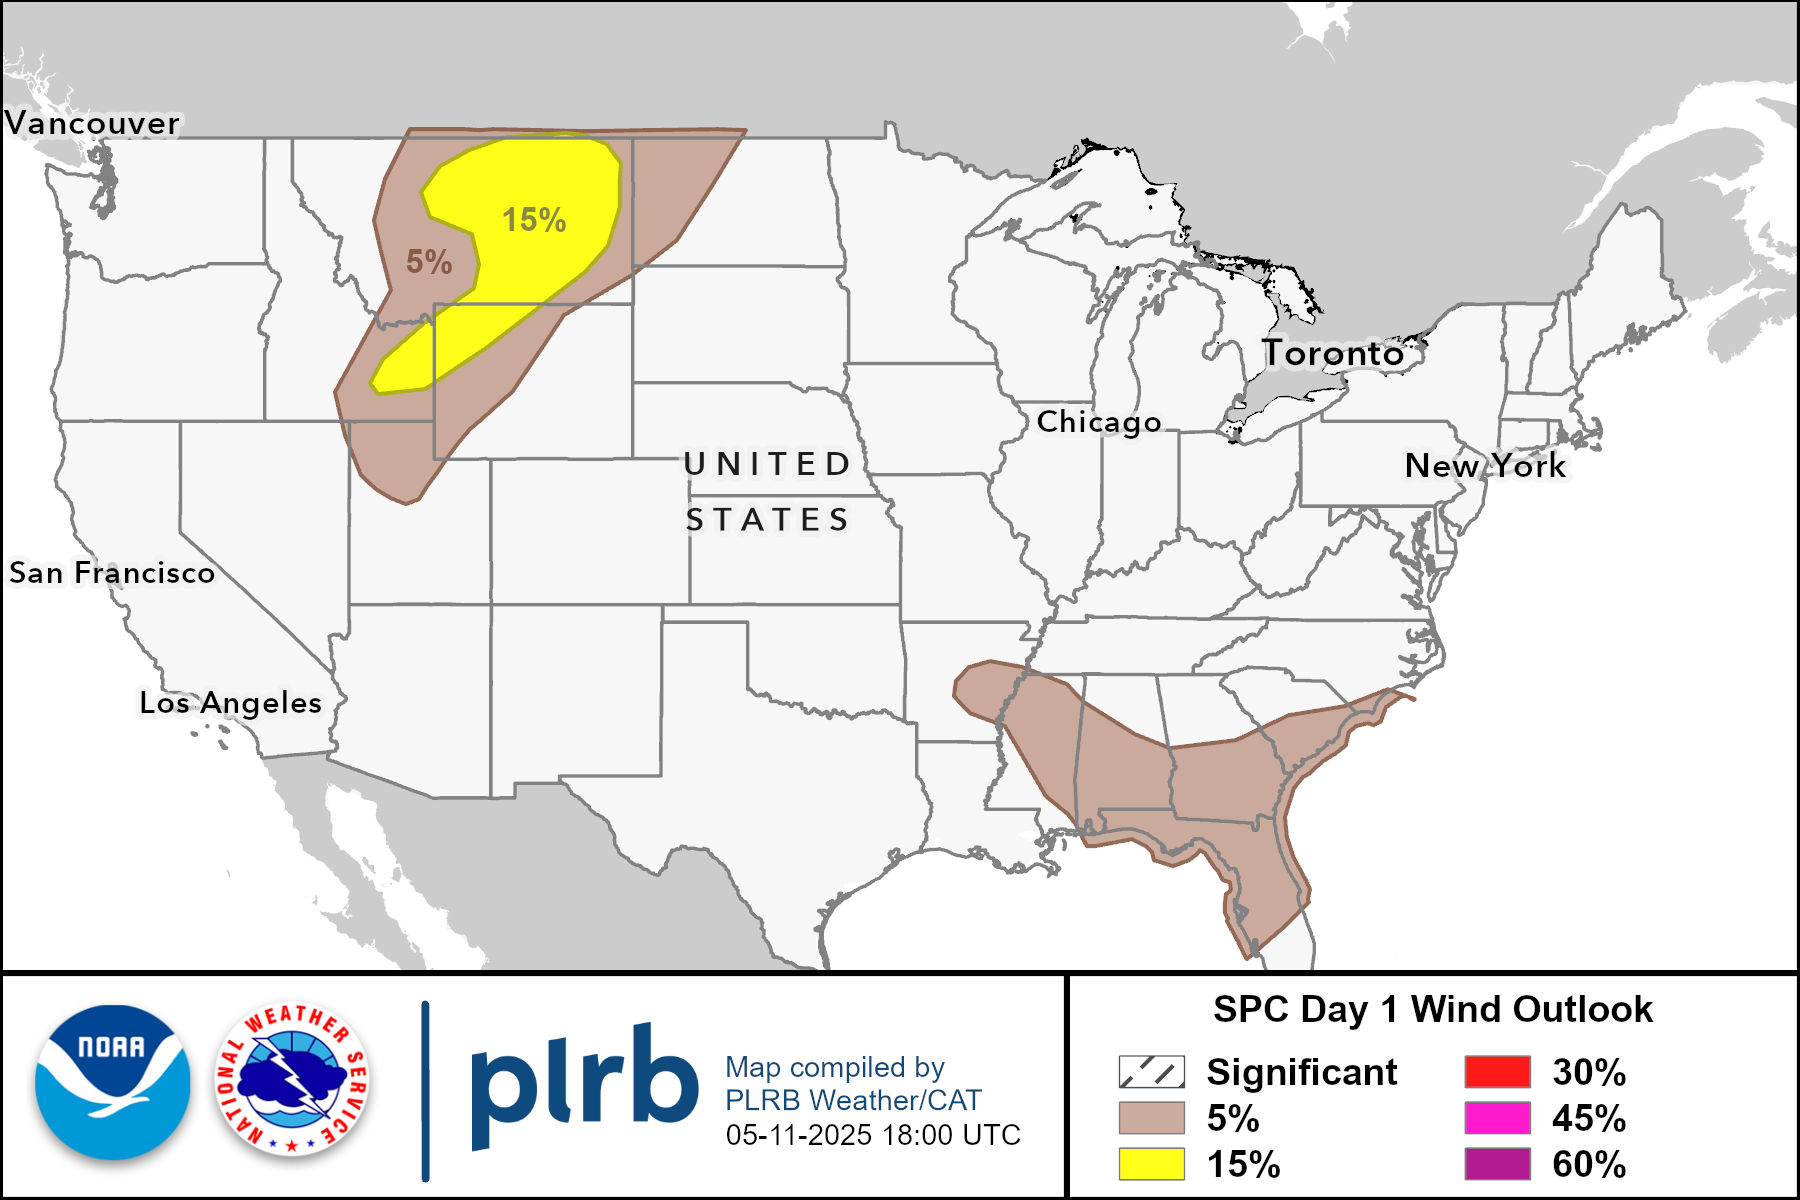 Vancouver
15%
5%
Toronto
Chicago
UNITED
New York
STATES
San Francisco
Los Angeles
NOAA
NATIONAL WEATHER SERVICE
plrb
Map compiled by
PLRB Weather/CAT
05-11-2025 18:00 UTC
SPC Day 1 Wind Outlook
Significant
30%
5%
45%
15%
60%